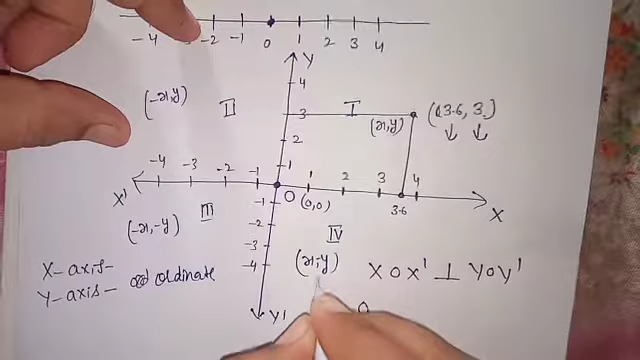 -4 -2 -1 0 1 2 3 4
Y
4
(-x,y) II 3 I (x,y) (3.6, 3)
2
1
-4 -3 -2 -1 1 2 3 4
X' O (0,0) 3.6 X
-1
(-x,-y) III -2 IV
-3
-4 (x,-y) XOX' ⊥ YOY'
X-axis-
Y-axis- ordinate
Y'